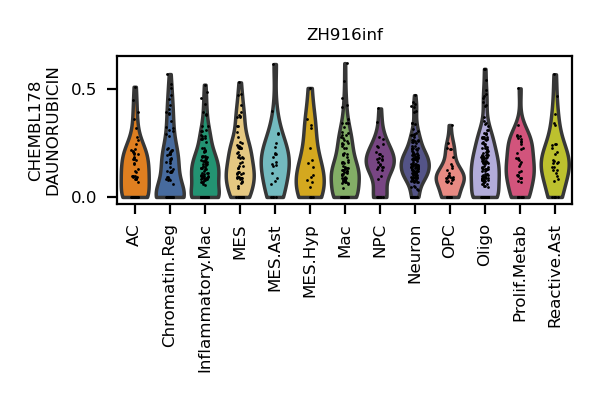 ZH916inf
CHEMBL178
DAUNORUBICIN
0.5
0.0
AC
Chromatin.Reg
Inflammatory.Mac
MES
MES.Ast
MES.Hyp
Mac
NPC
Neuron
OPC
Oligo
Prolif.Metab
Reactive.Ast